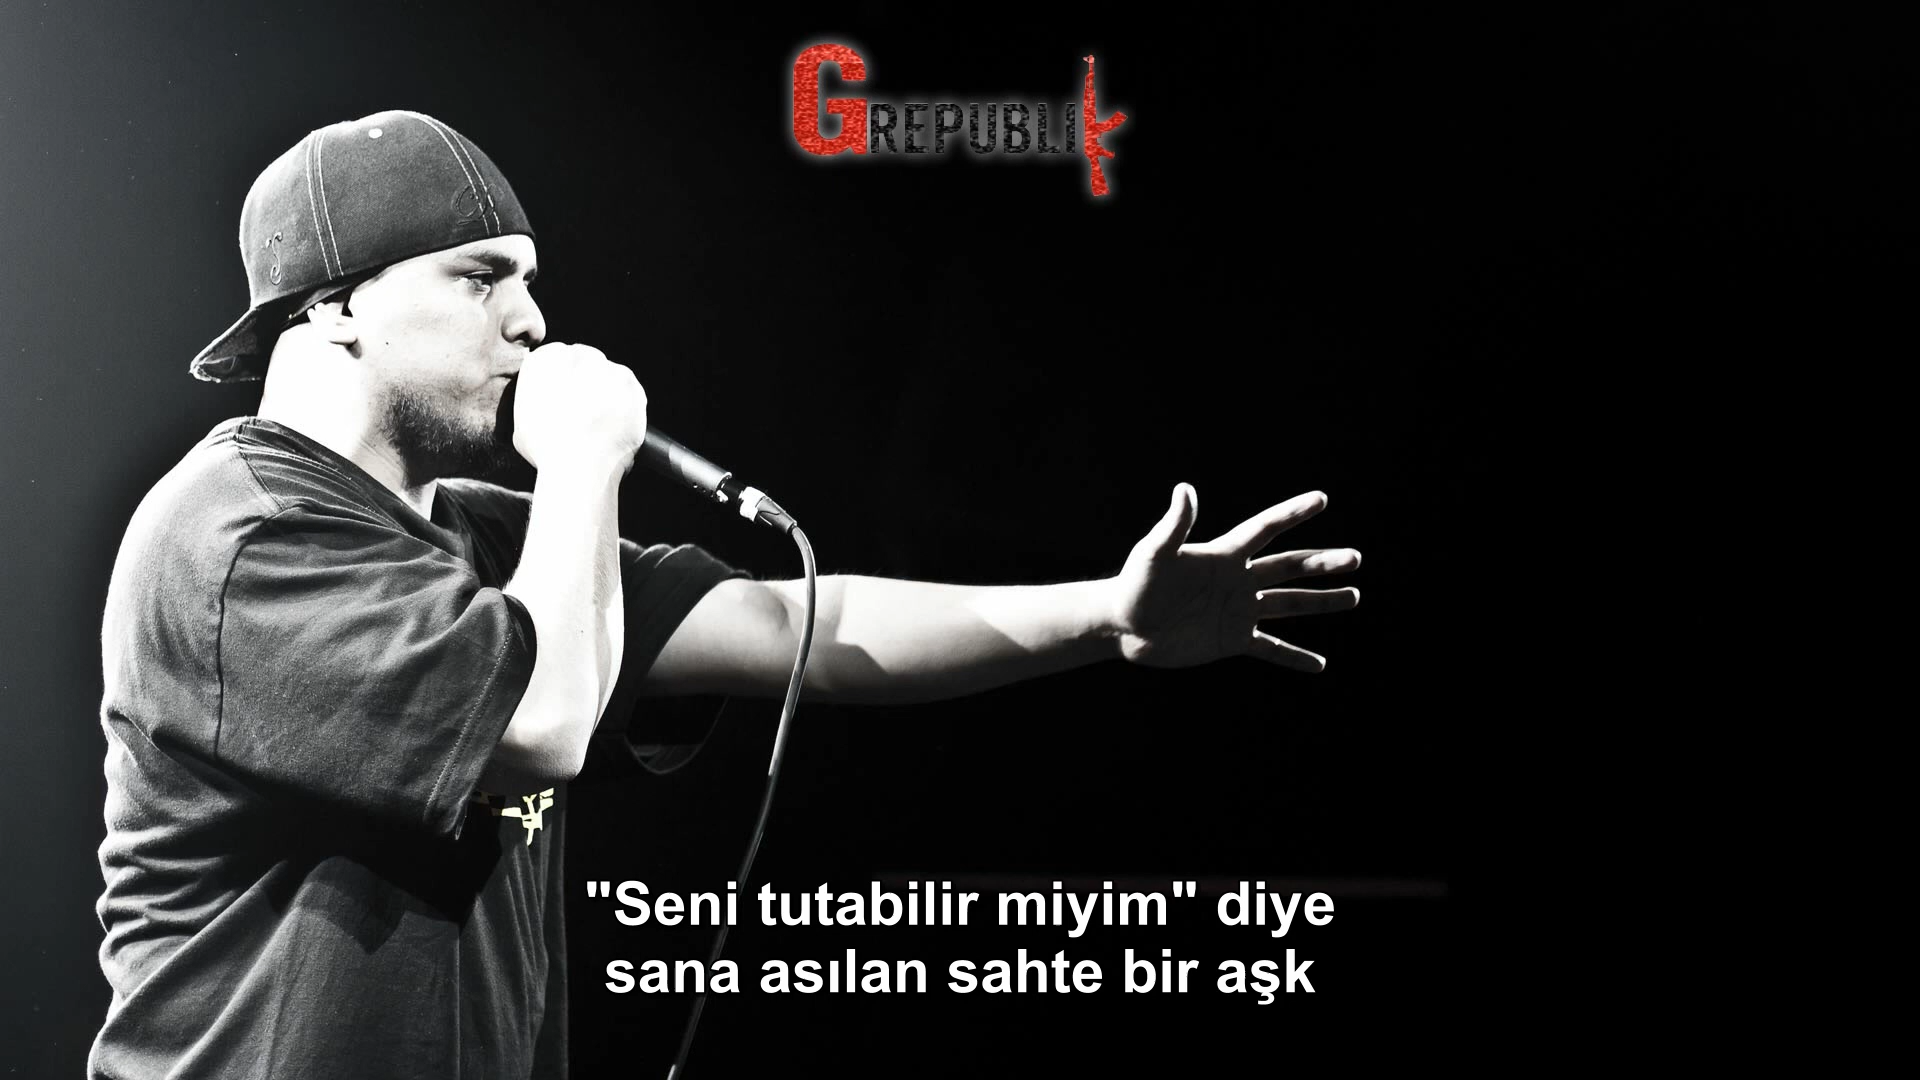 GREPUBLIK
"Seni tutabilir miyim" diye
sana asılan sahte bir aşk